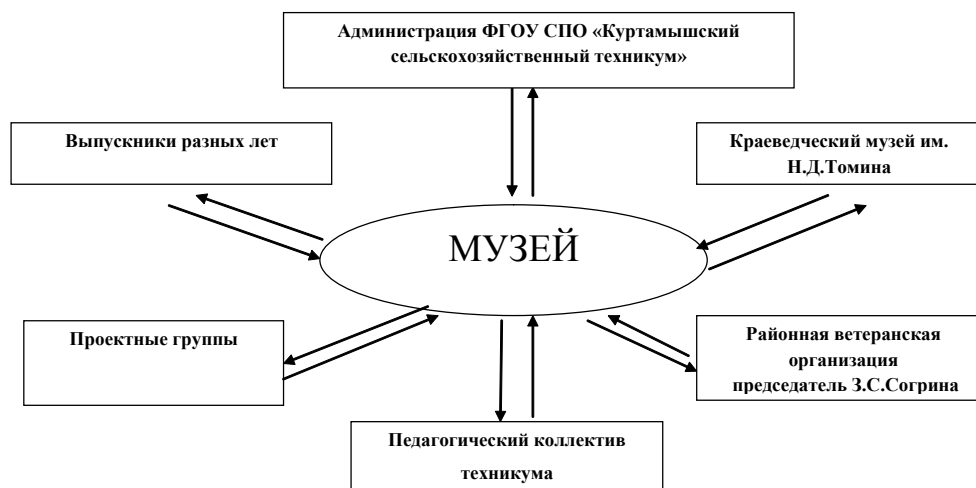 Администрация ФГОУ СПО «Куртамышский
сельскохозяйственный техникум»
Выпускники разных лет
Краеведческий музей им.
Н.Д.Томина
МУЗЕЙ
Проектные группы
Районная ветеранская
организация
председатель З.С.Согрина
Педагогический коллектив
техникума